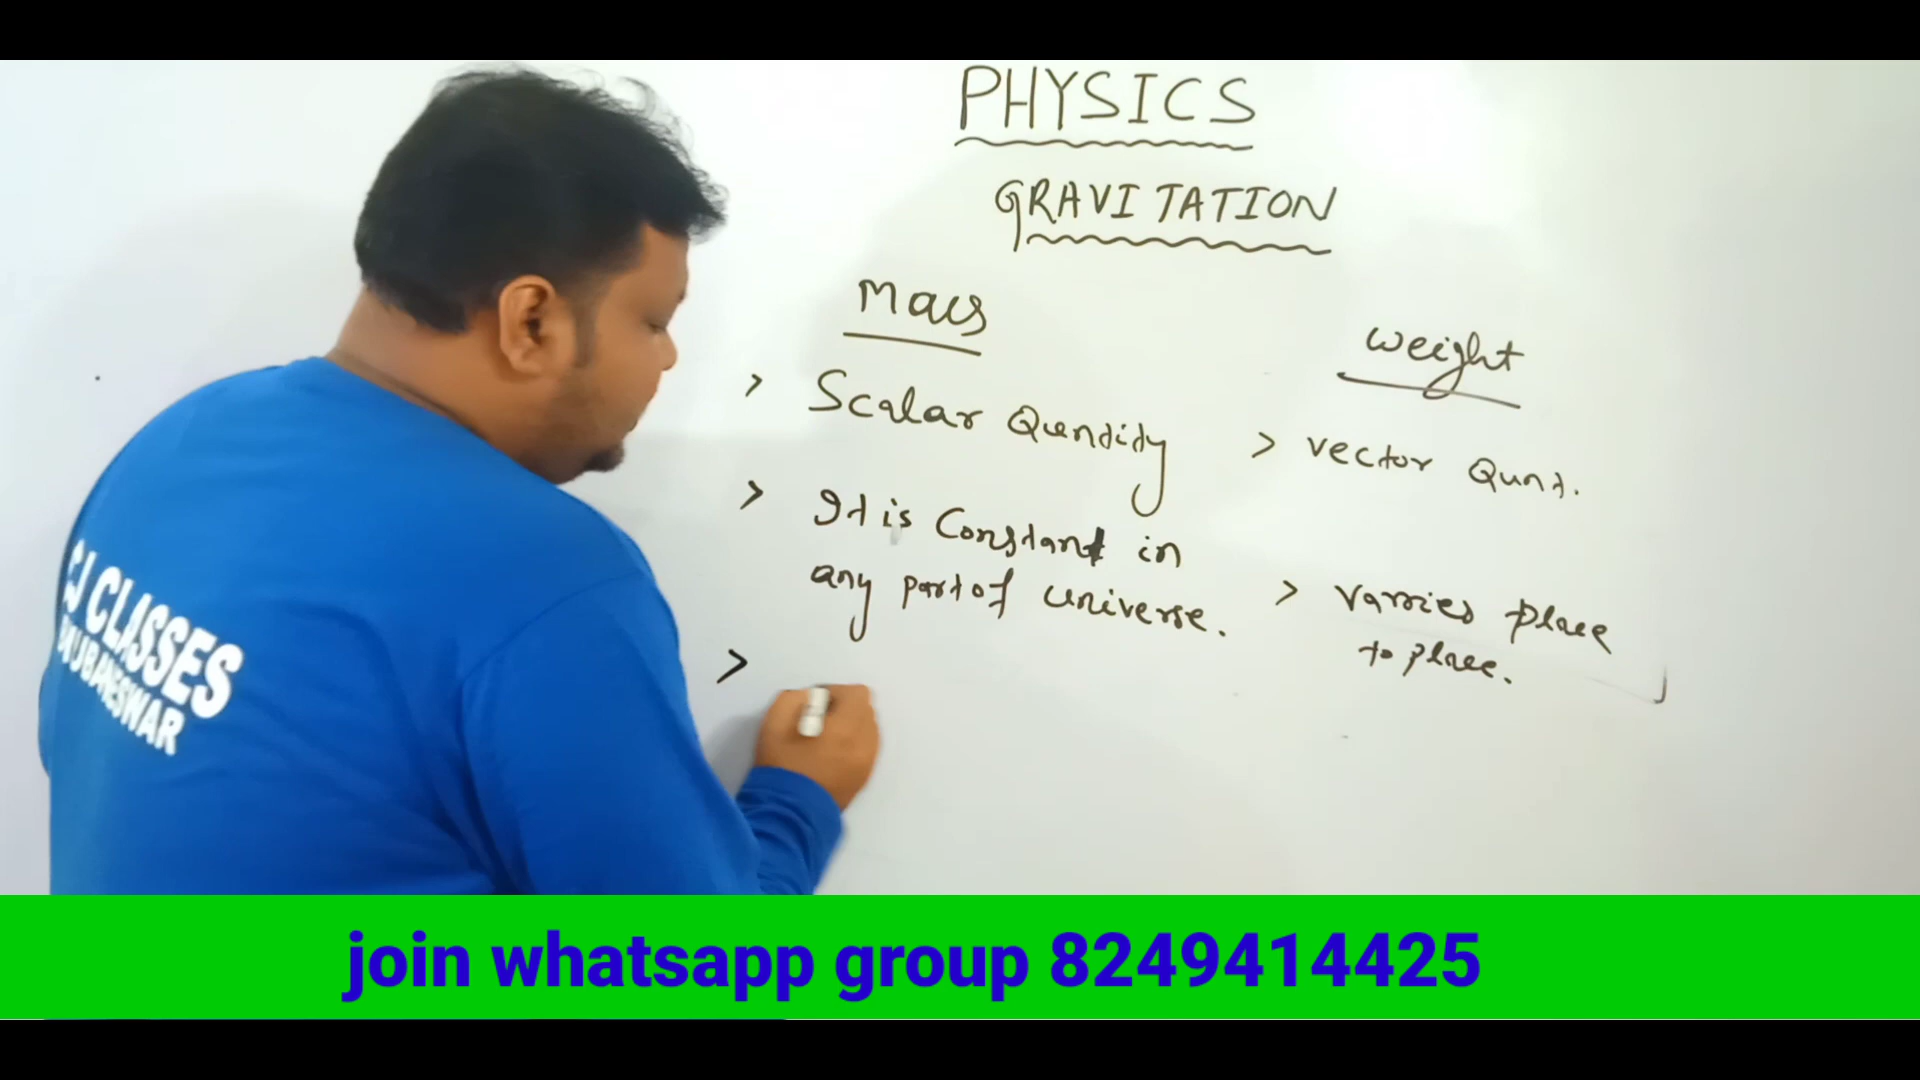 PHYSICS
GRAVITATION
Mass
Weight
> Scalar Quantity
> vector Qunt.
> It is Constant in
any part of universe.
> Varries place
to place.
>
CJ CLASSES
BHUBANESWAR
join whatsapp group 8249414425